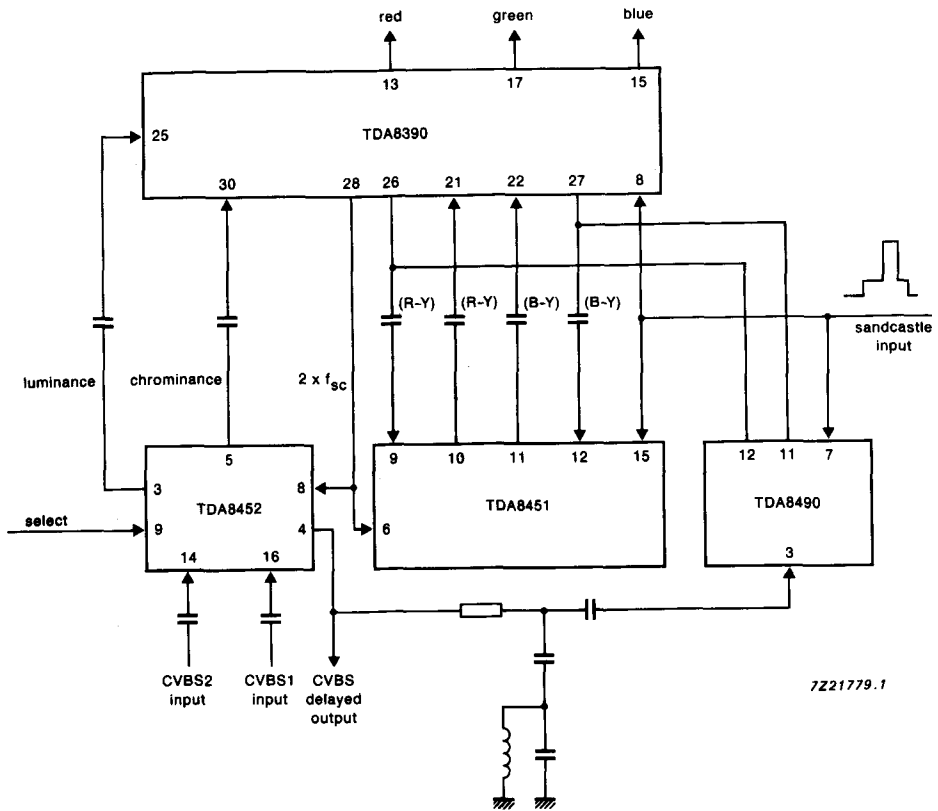 red green blue
13 17 15
TDA8390
25
30 28 26 21 22 27 8
(R-Y) (R-Y) (B-Y) (B-Y)
sandcastle
input
luminance chrominance 2 x fsc
5 9 10 11 12 15 12 11 7
3 8
TDA8452 TDA8451 TDA8490
select
9 4 6
14 16 3
CVBS2
input
CVBS1
input
CVBS
delayed
output
7Z21779.1